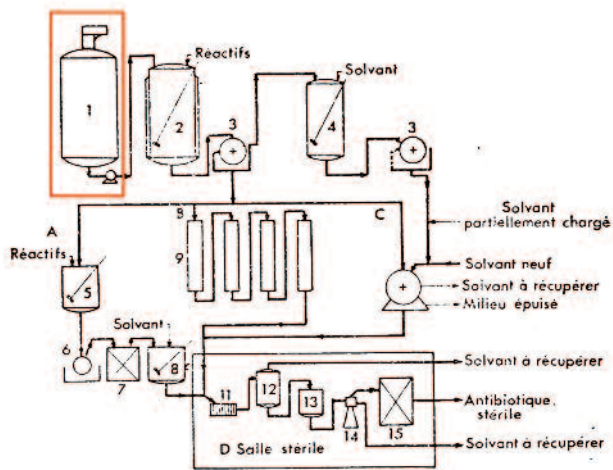 Réactifs
Solvant
1
2
3
4
3
A
B
C
Réactifs
9
Solvant
partiellement chargé
Solvant neuf
Solvant à récupérer
Milieu épuisé
5
6
Solvant
7
8
Solvant à récupérer
11
12
13
14
15
Antibiotique
stérile
D Salle stérile
Solvant à récupérer